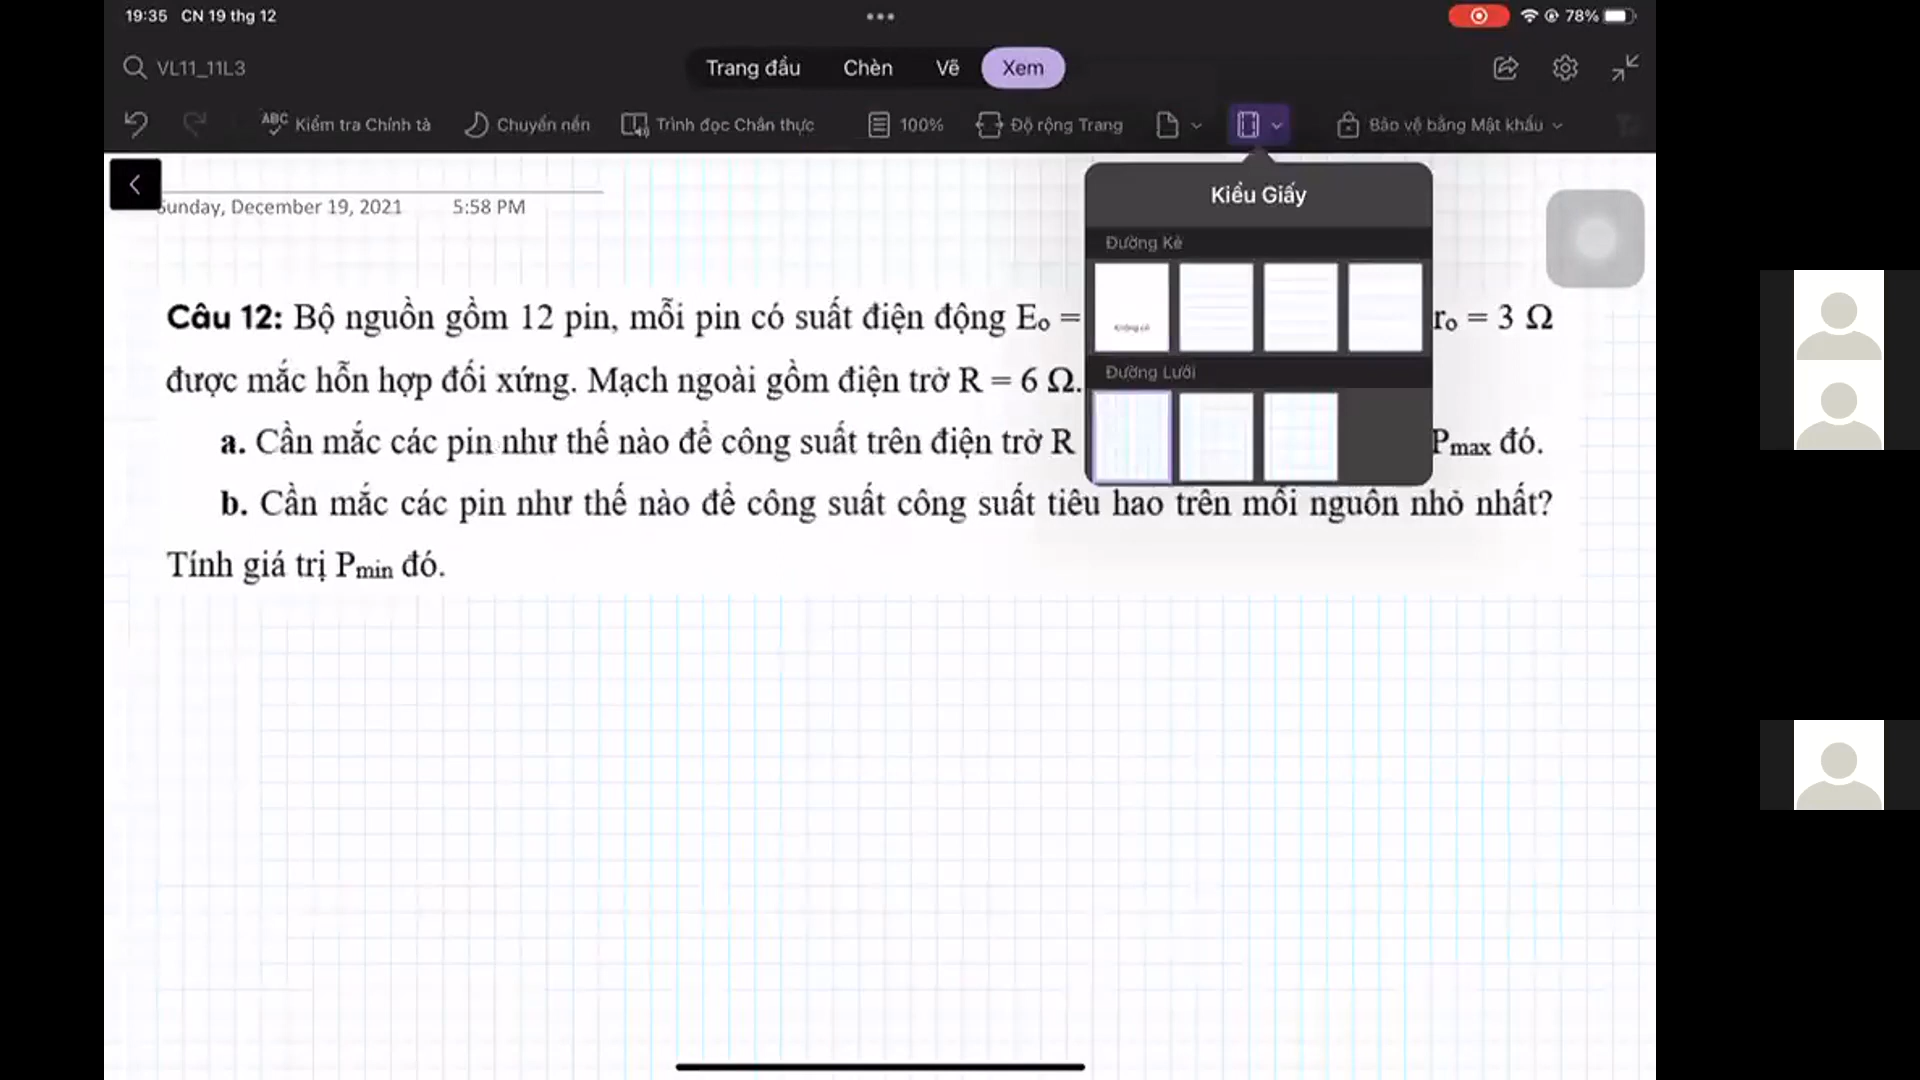 19:35 CN 19 thg 12
78%
VL11_11L3
Trang đầu Chèn Vẽ Xem
ABC Kiểm tra Chính tả Chuyển nền Trình đọc Chân thực 100% Độ rộng Trang Bảo vệ bằng Mật khẩu
Kiểu Giấy
Sunday, December 19, 2021 5:58 PM
Đường Kẻ
Không có
Câu 12: Bộ nguồn gồm 12 pin, mỗi pin có suất điện động Eo = ro = 3 Ω
Đường Lưới
được mắc hỗn hợp đối xứng. Mạch ngoài gồm điện trở R = 6 Ω.
a. Cần mắc các pin như thế nào để công suất trên điện trở R Pmax đó.
b. Cần mắc các pin như thế nào để công suất công suất tiêu hao trên mỗi nguồn nhỏ nhất?
Tính giá trị Pmin đó.